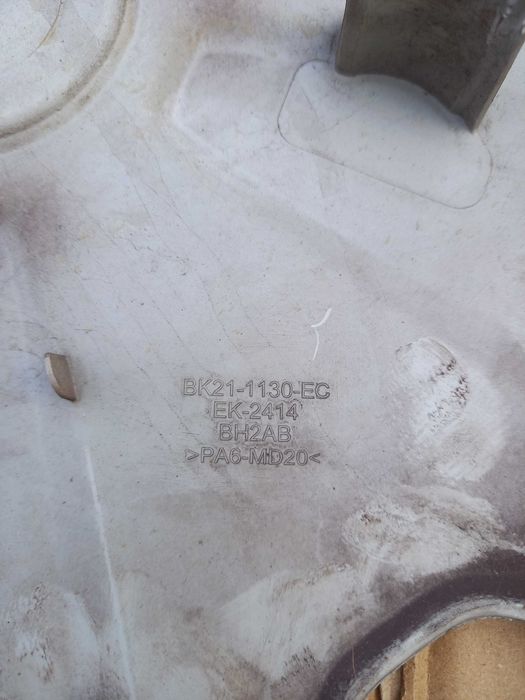 BK21-1130-EC
EK-2414
BH2AB
>PA6-MD20<